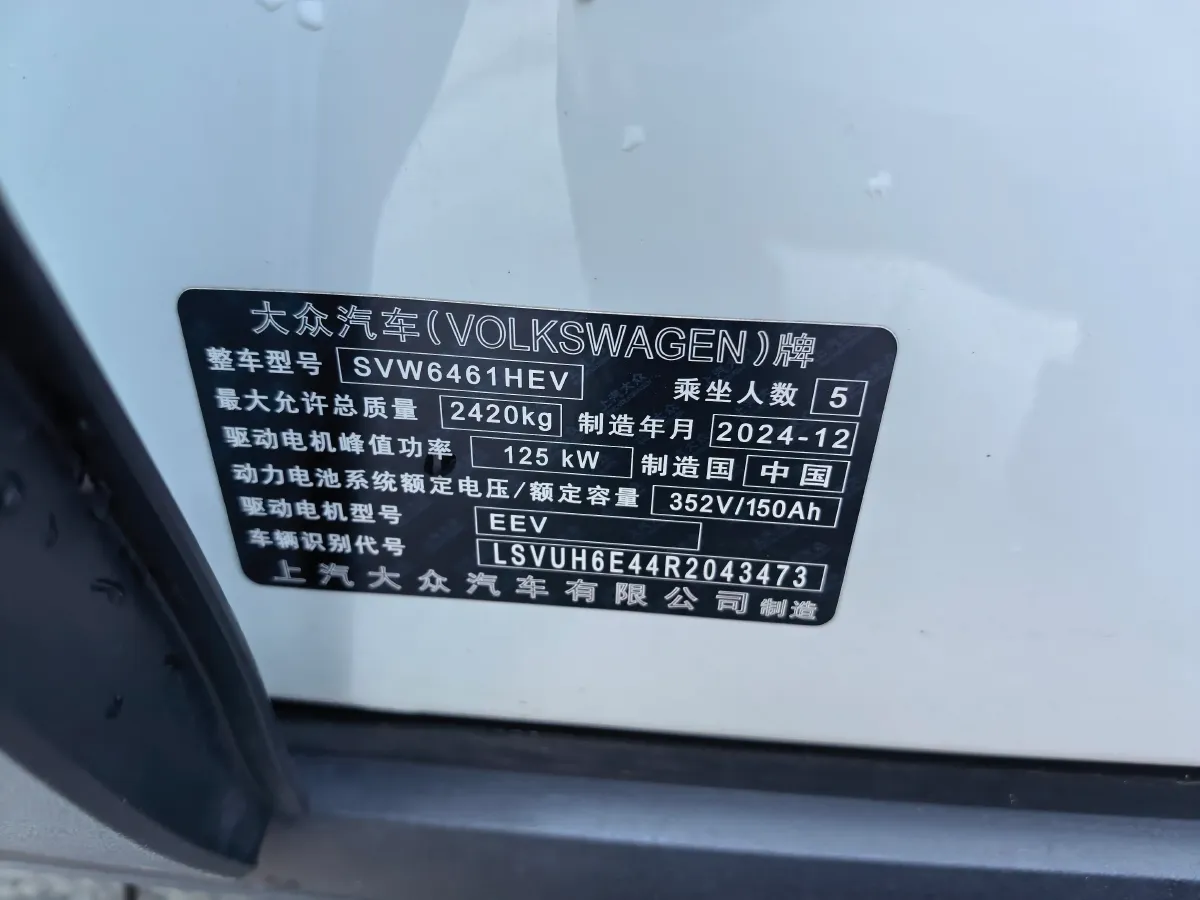 大众汽车(VOLKSWAGEN)牌
整车型号 SVW6461HEV 乘坐人数 5
最大允许总质量 2420kg 制造年月 2024-12
驱动电机峰值功率 125 kW 制造国 中国
动力电池系统额定电压/额定容量 352V/150Ah
驱动电机型号 EEV
车辆识别代号 LSVUH6E44R2043473
上汽大众汽车有限公司 制造